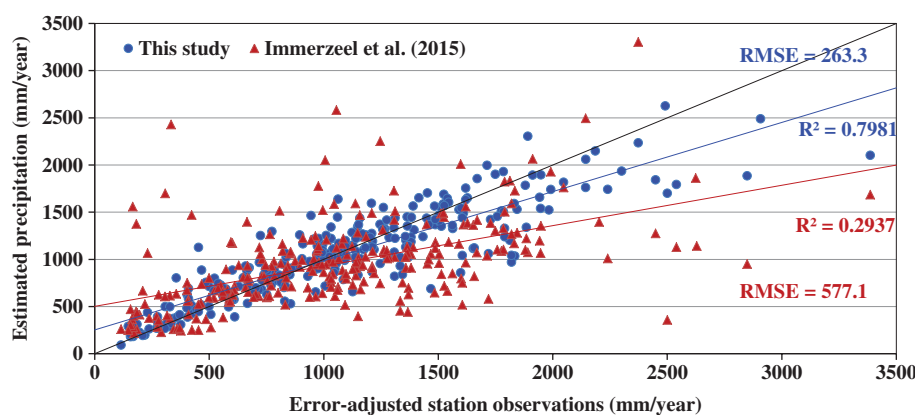 3500
3000
2500
2000
1500
1000
500
0
Estimated precipitation (mm/year)
This study
Immerzeel et al. (2015)
RMSE = 263.3
R² = 0.7981
R² = 0.2937
RMSE = 577.1
0 500 1000 1500 2000 2500 3000 3500
Error-adjusted station observations (mm/year)